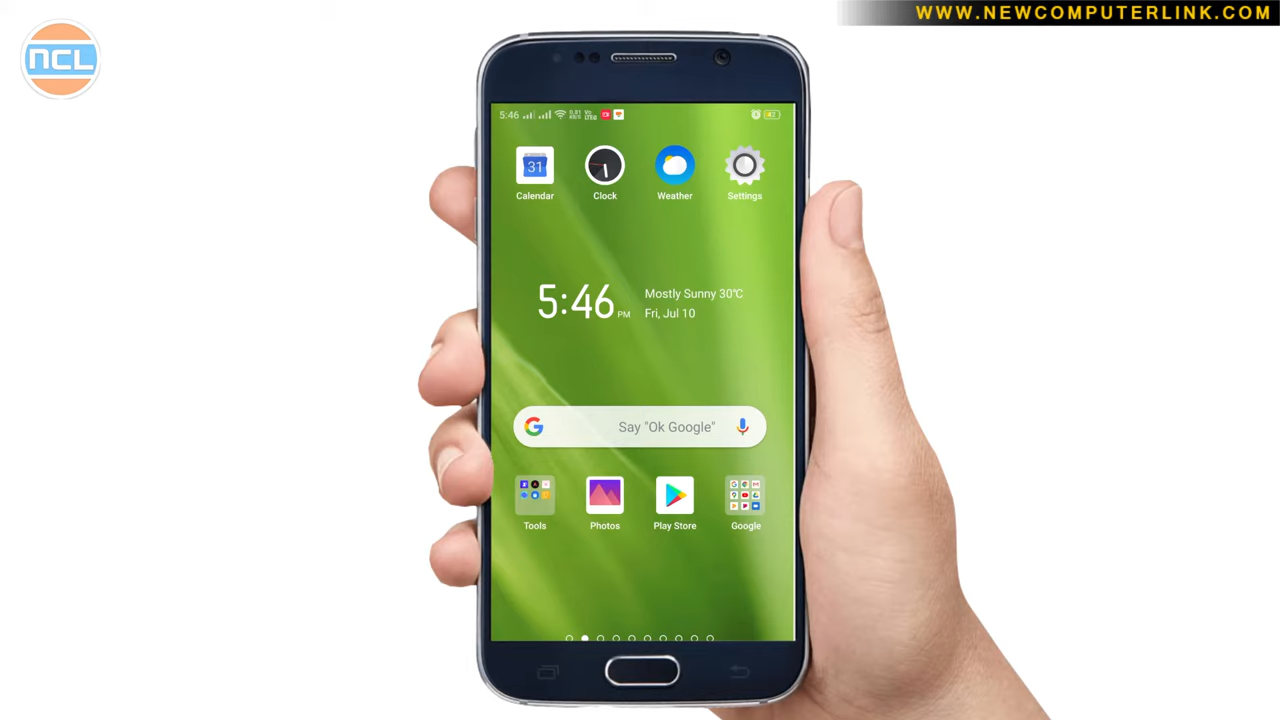 WWW.NEWCOMPUTERLINK.COM
NCL
5:46
31
Calendar
Clock
Weather
Settings
5:46 PM
Mostly Sunny 30℃
Fri, Jul 10
Say "Ok Google"
Tools
Photos
Play Store
Google